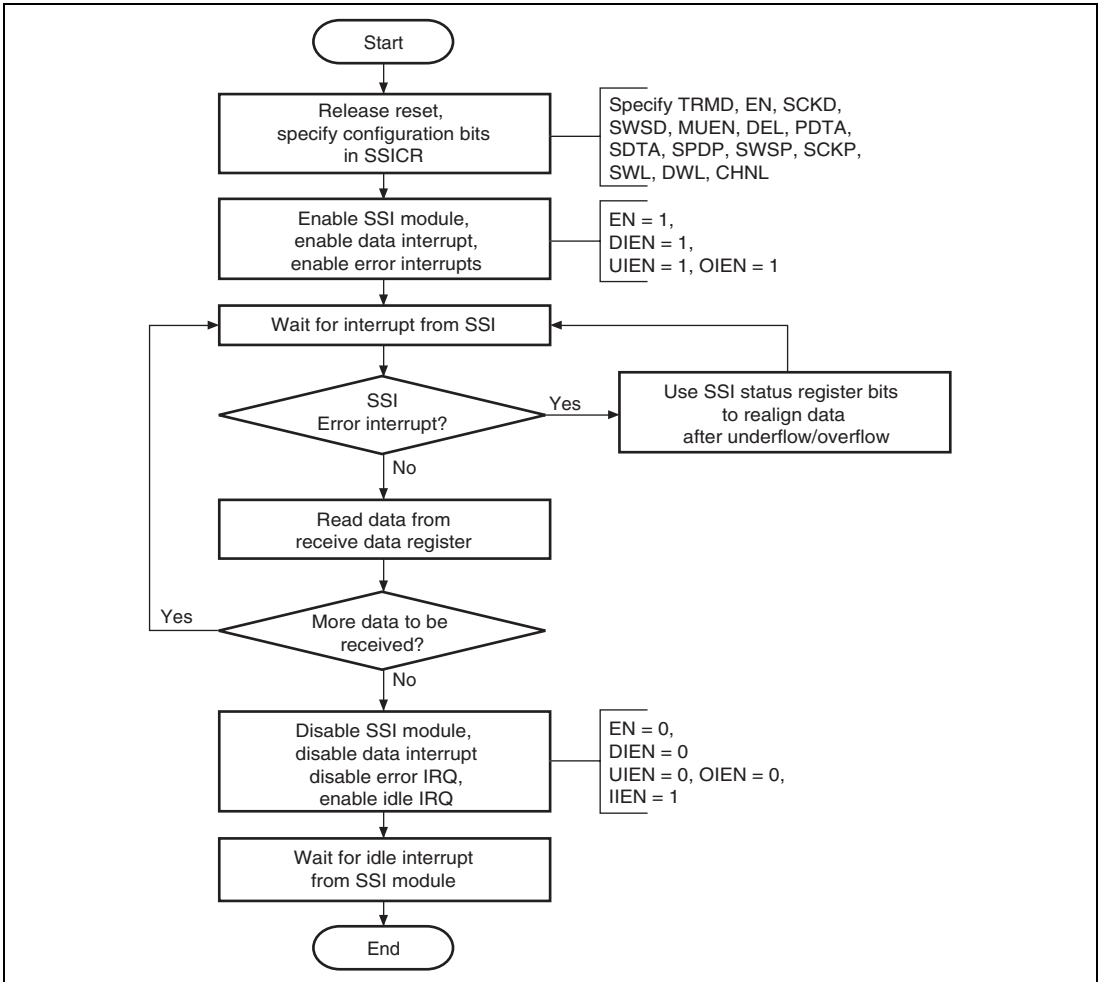 Start
Release reset,
specify configuration bits
in SSICR
Specify TRMD, EN, SCKD,
SWSD, MUEN, DEL, PDTA,
SDTA, SPDP, SWSP, SCKP,
SWL, DWL, CHNL
Enable SSI module,
enable data interrupt,
enable error interrupts
EN = 1,
DIEN = 1,
UIEN = 1, OIEN = 1
Wait for interrupt from SSI
SSI
Error interrupt?
Yes
Use SSI status register bits
to realign data
after underflow/overflow
No
Read data from
receive data register
Yes
More data to be
received?
No
Disable SSI module,
disable data interrupt
disable error IRQ,
enable idle IRQ
EN = 0,
DIEN = 0
UIEN = 0, OIEN = 0,
IIEN = 1
Wait for idle interrupt
from SSI module
End